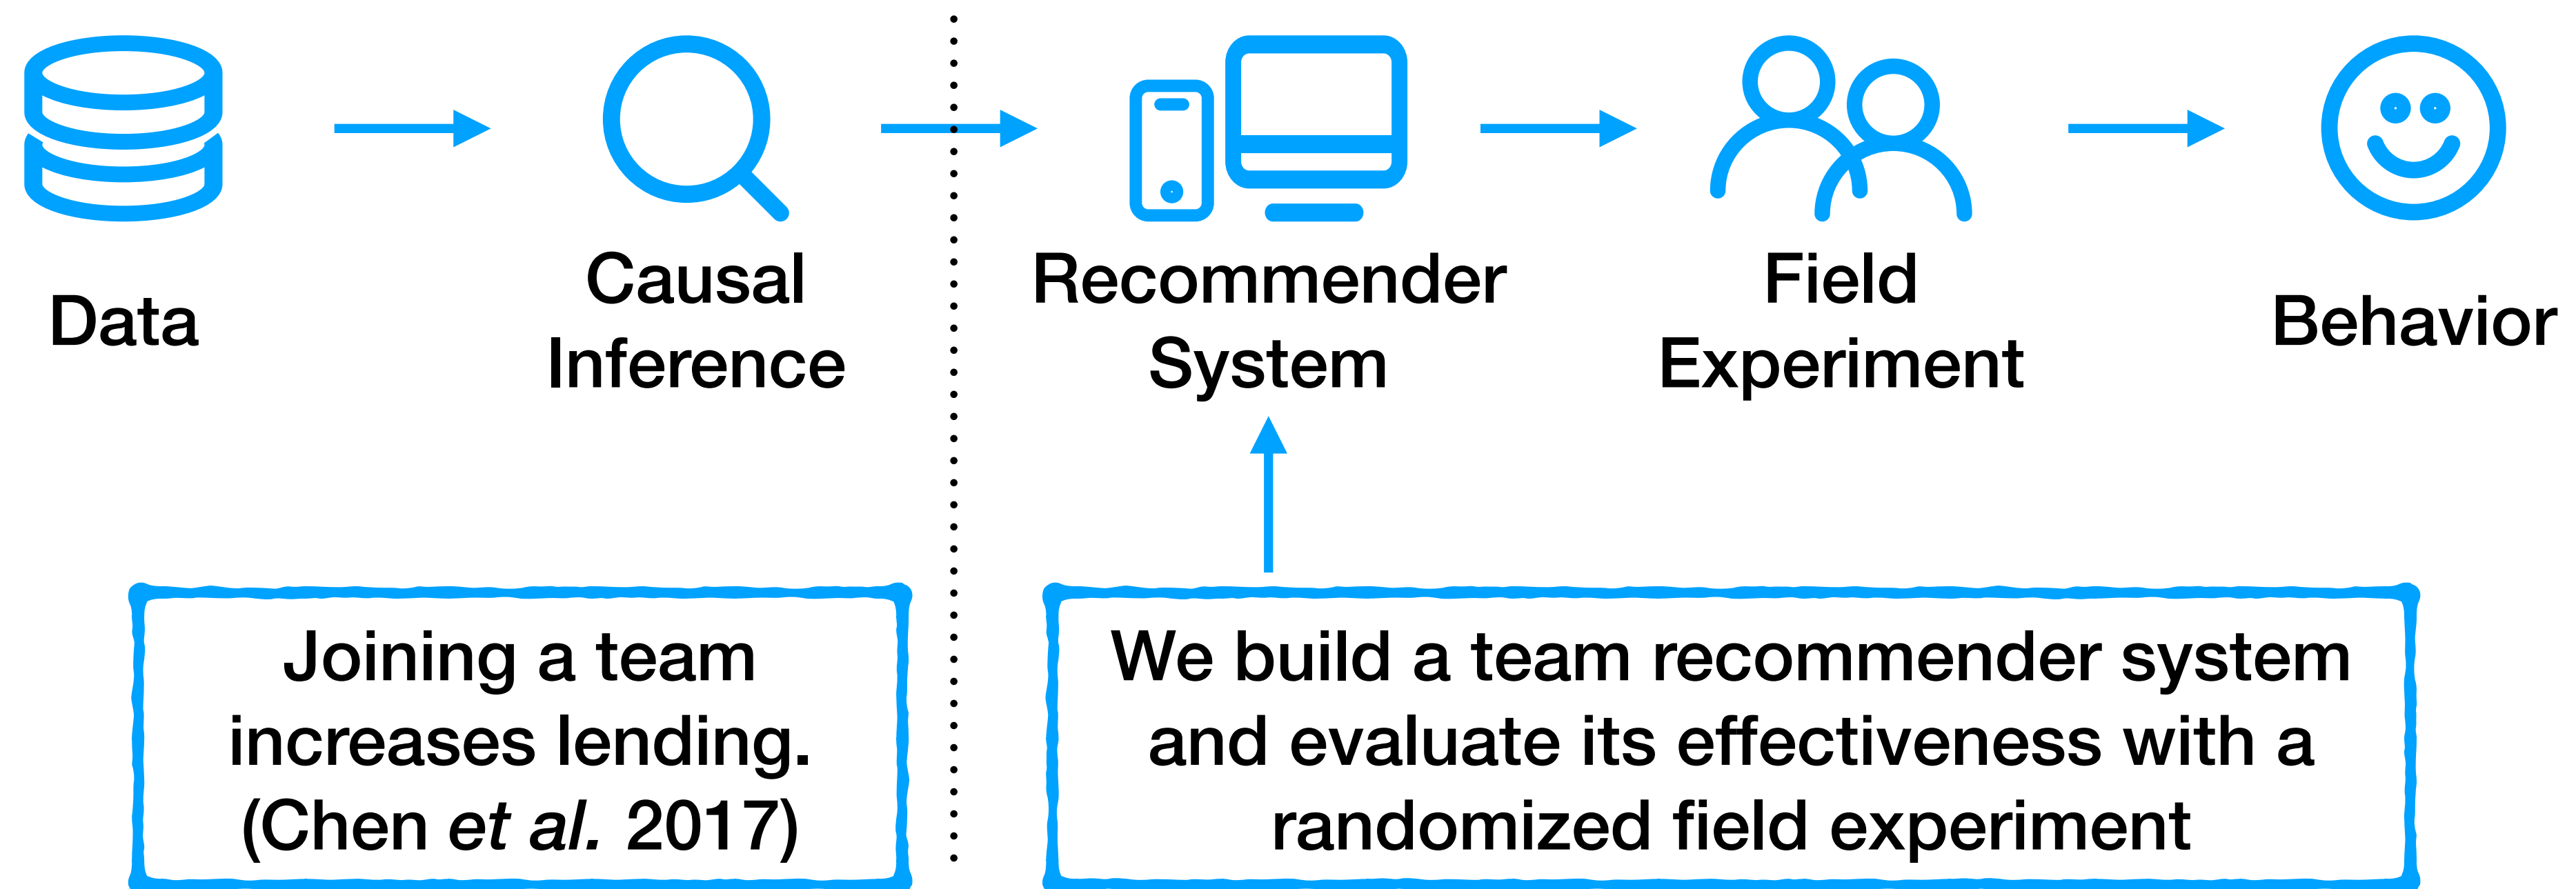 Data
Causal
Inference
Recommender
System
Field
Experiment
Behavior
Joining a team
increases lending.
(Chen et al. 2017)
We build a team recommender system
and evaluate its effectiveness with a
randomized field experiment